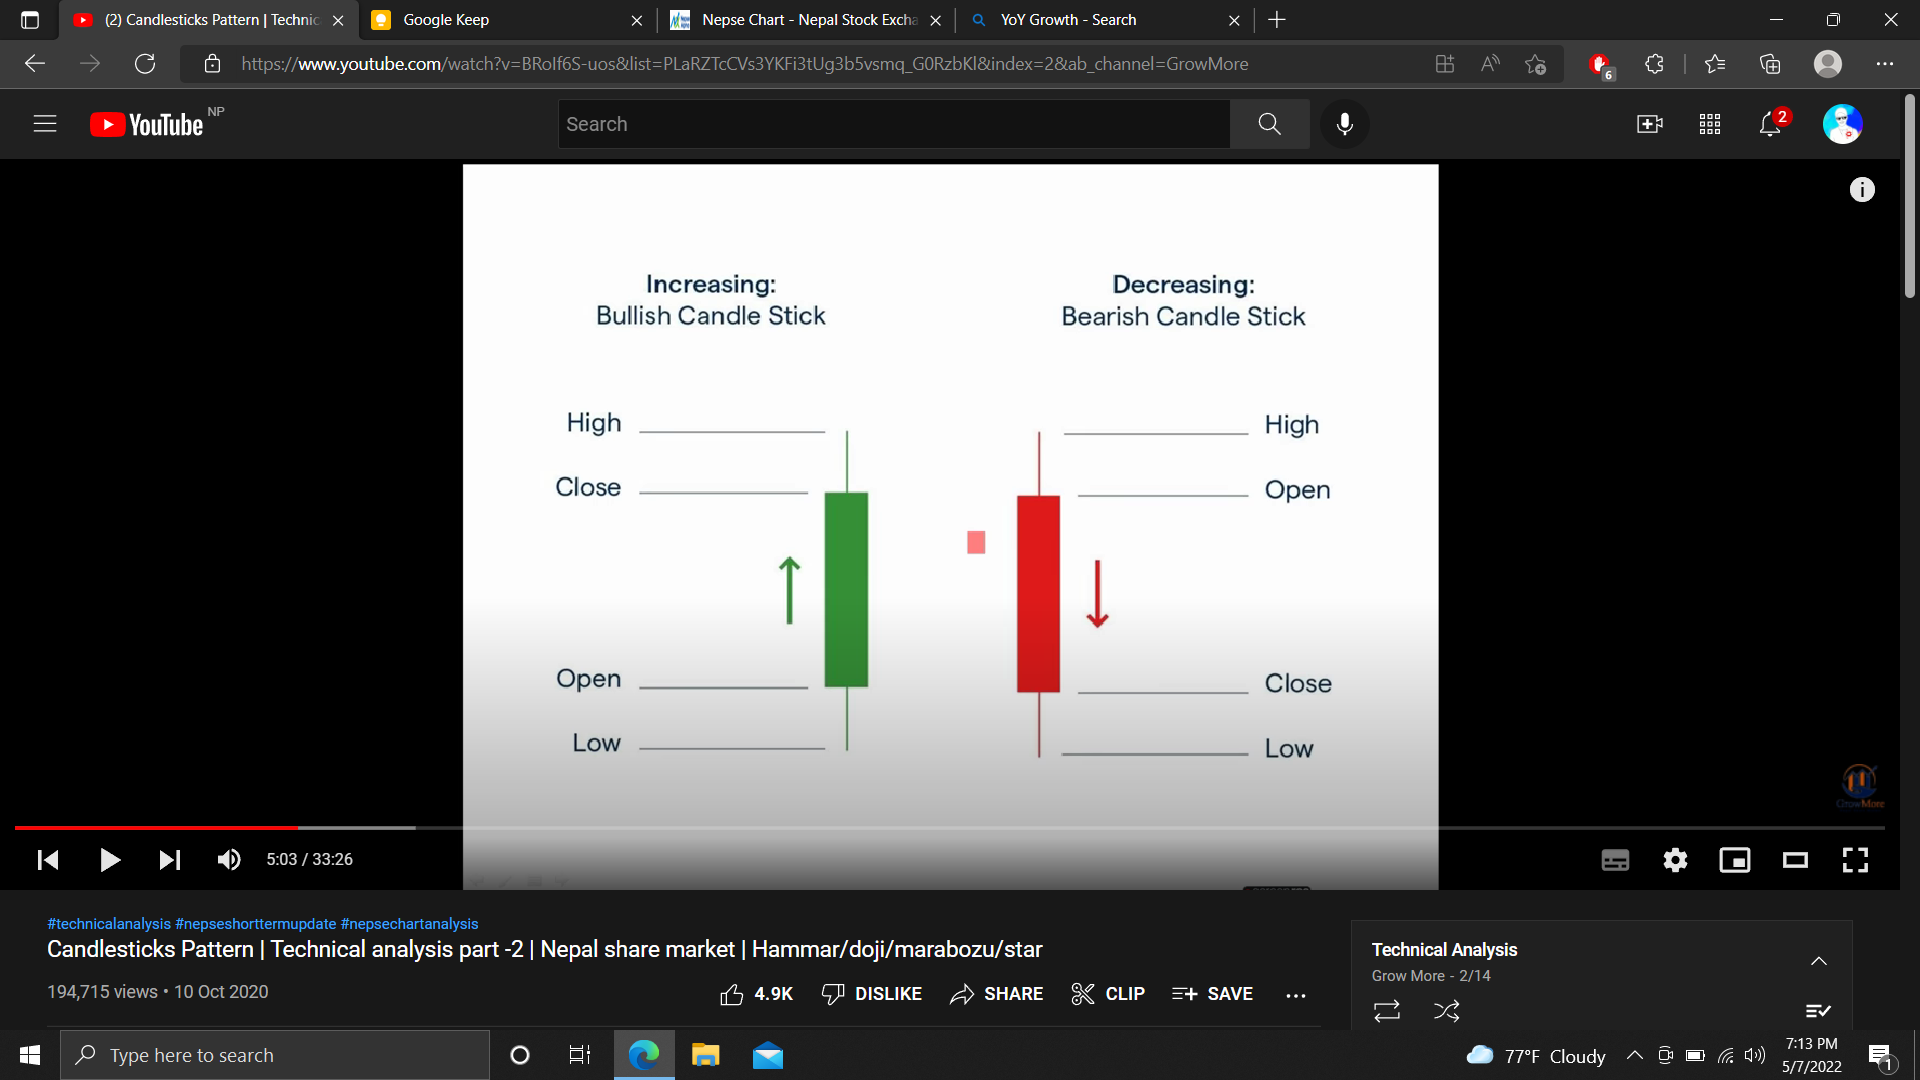 (2) Candlesticks Pattern | Technic
Google Keep
Nepse Chart - Nepal Stock Excha
YoY Growth - Search
https://www.youtube.com/watch?v=BRoIf6S-uos&list=PLaRZTcCVs3YKFi3tUg3b5vsmq_G0RzbKl&index=2&ab_channel=GrowMore
6
YouTube NP
Search
2
Increasing:
Bullish Candle Stick
Decreasing:
Bearish Candle Stick
High
High
Close
Open
Open
Close
Low
Low
GrowMore
5:03 / 33:26
#technicalanalysis #nepseshorttermupdate #nepsechartanalysis
Candlesticks Pattern | Technical analysis part -2 | Nepal share market | Hammar/doji/marabozu/star
194,715 views • 10 Oct 2020
4.9K
DISLIKE
SHARE
CLIP
SAVE
Technical Analysis
Grow More - 2/14
Type here to search
77°F Cloudy
7:13 PM
5/7/2022
1